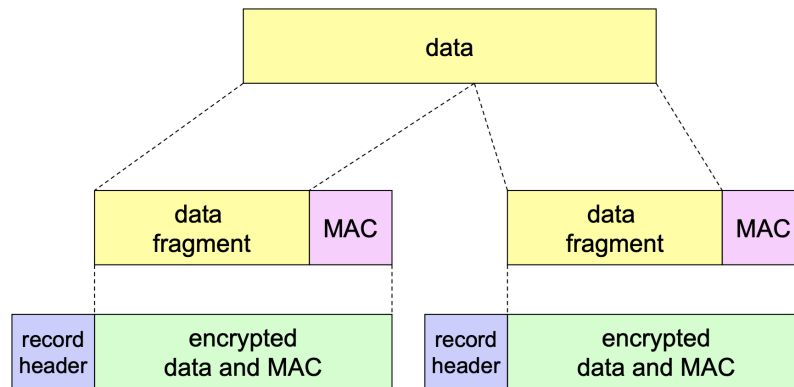 data
data
fragment
MAC
data
fragment
MAC
record
header
encrypted
data and MAC
record
header
encrypted
data and MAC